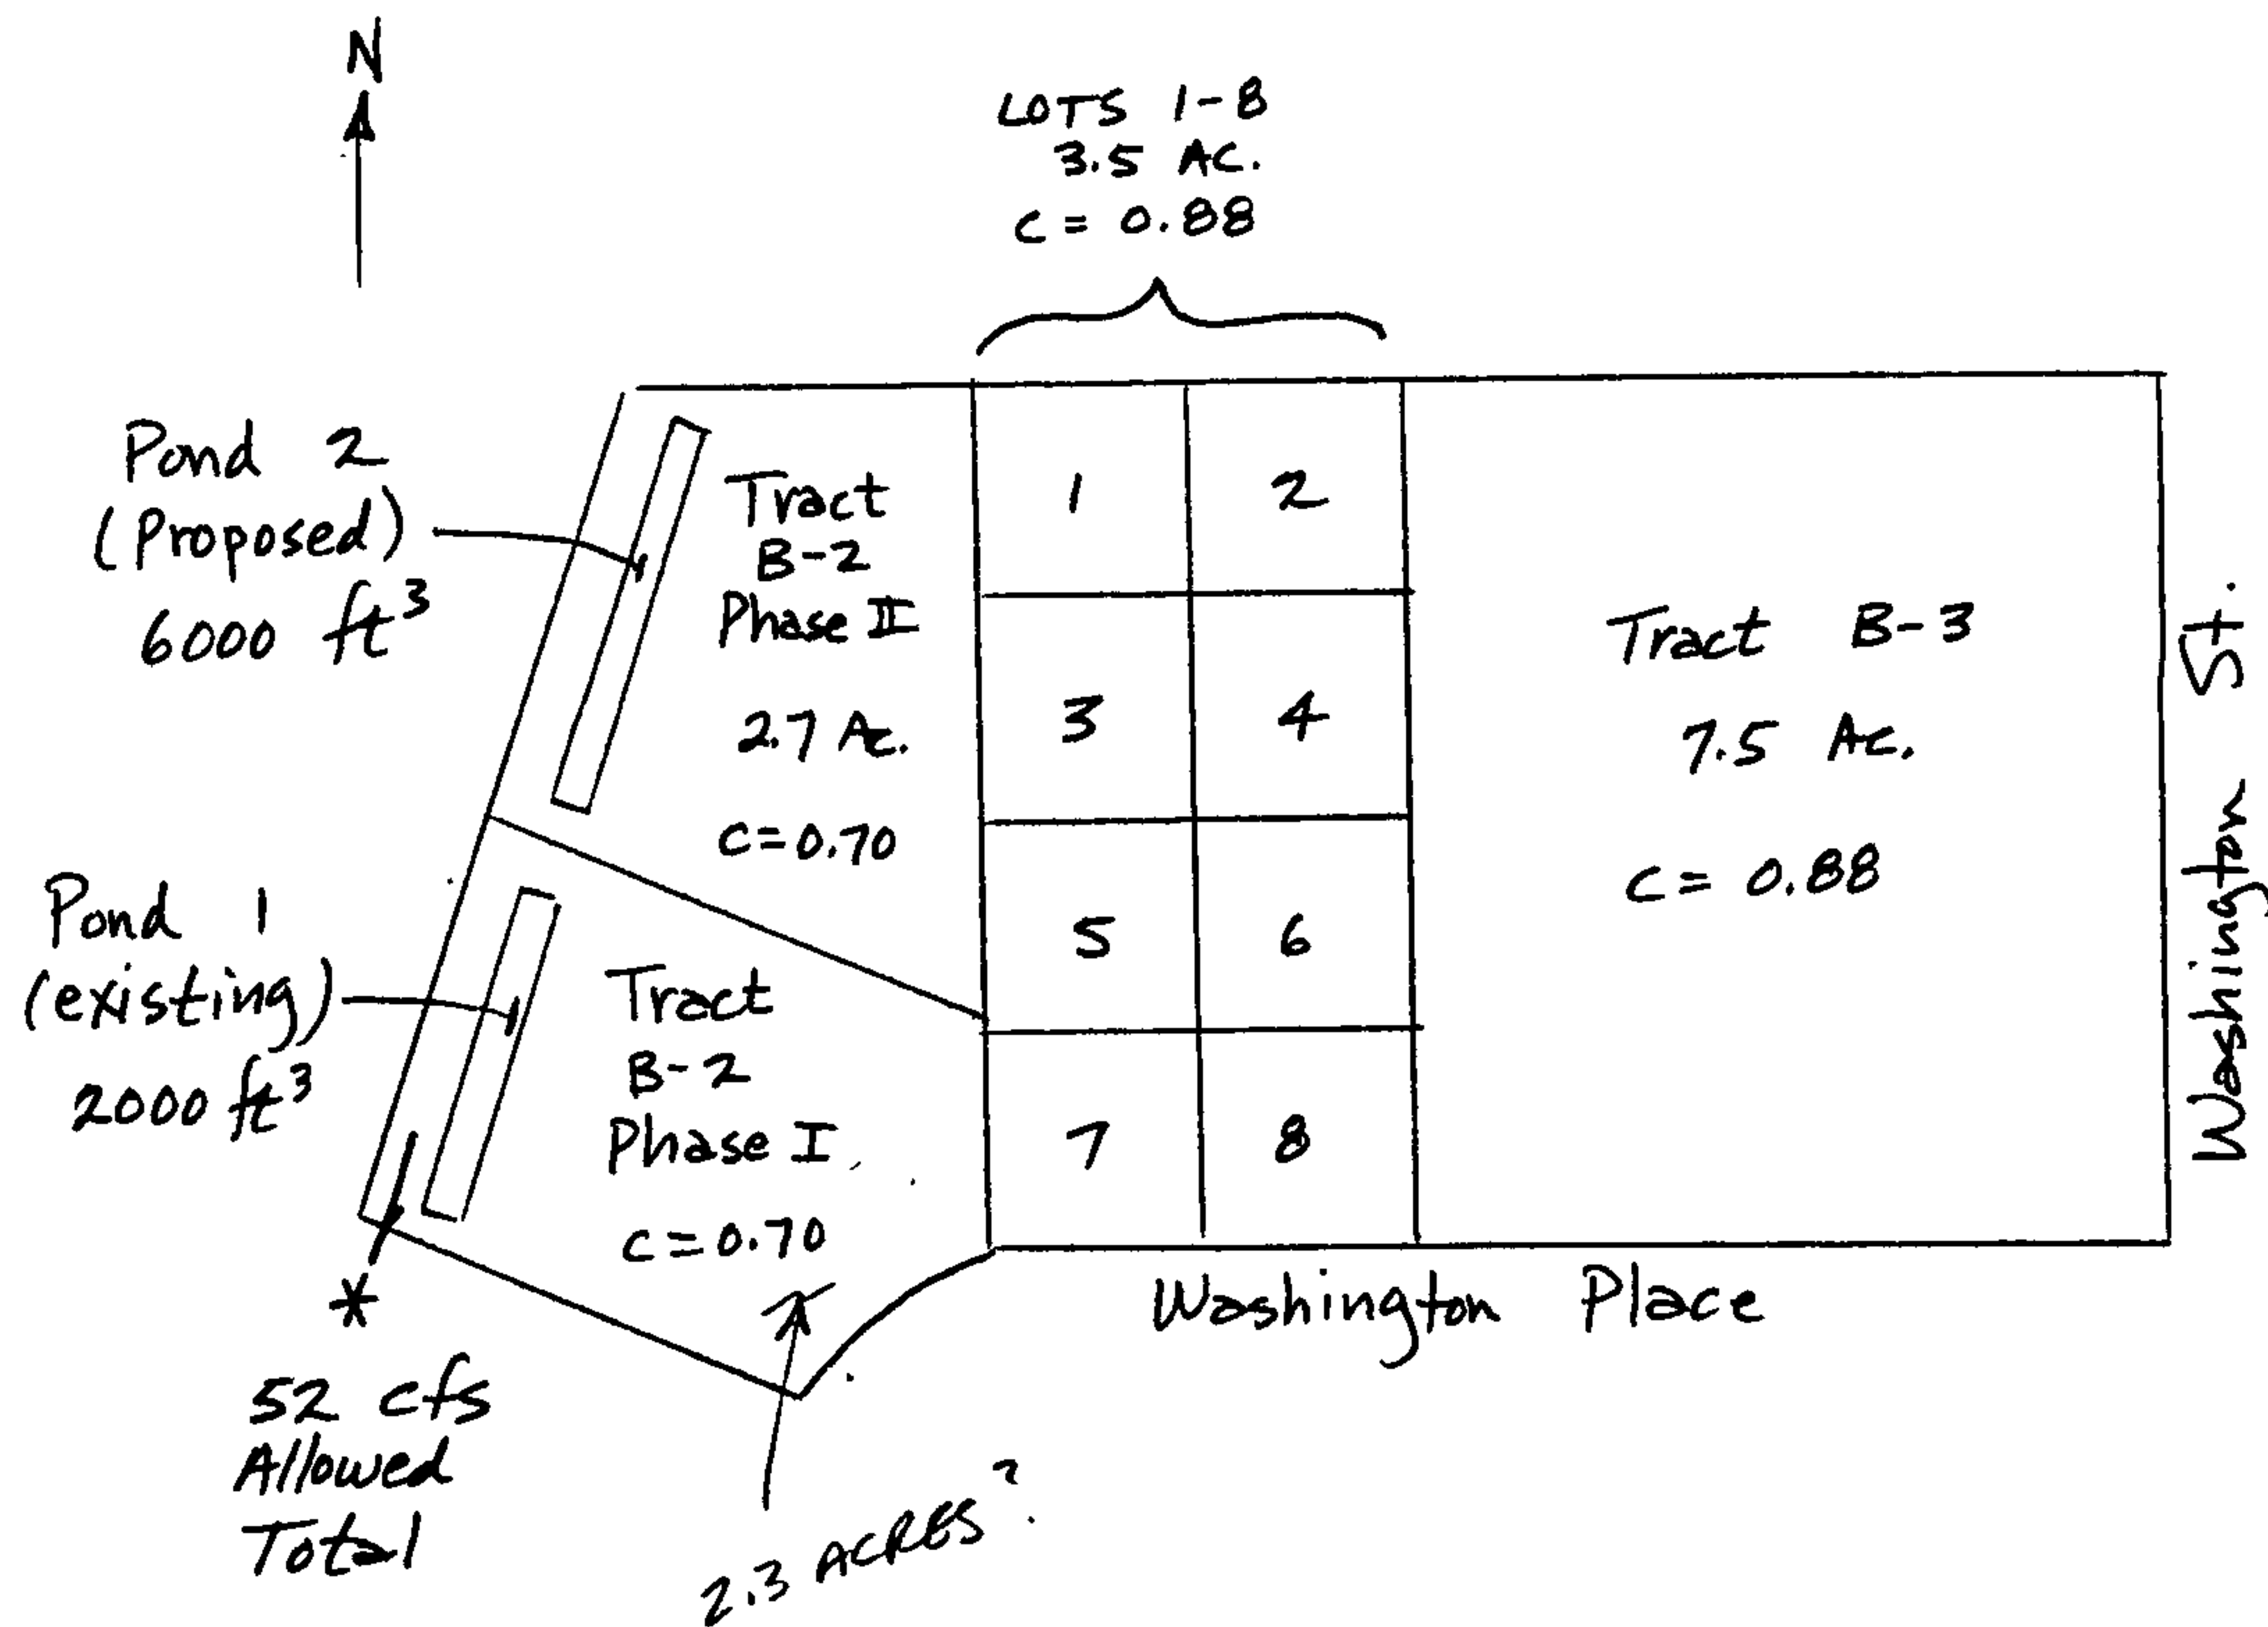 N
LOTS 1-8
3.5 AC.
C = 0.88
Pond 2
(Proposed)
6000 ft³
Tract
B-2
Phase II
2.7 Ac.
C=0.70
1
2
3
4
5
6
7
8
Tract B-3
7.5 Ac.
C = 0.88
Washington St.
Pond 1
(existing)
2000 ft³
Tract
B-2
Phase I
C=0.70
*
52 cfs
Allowed
Total
2.3 ACRES?
Washington Place